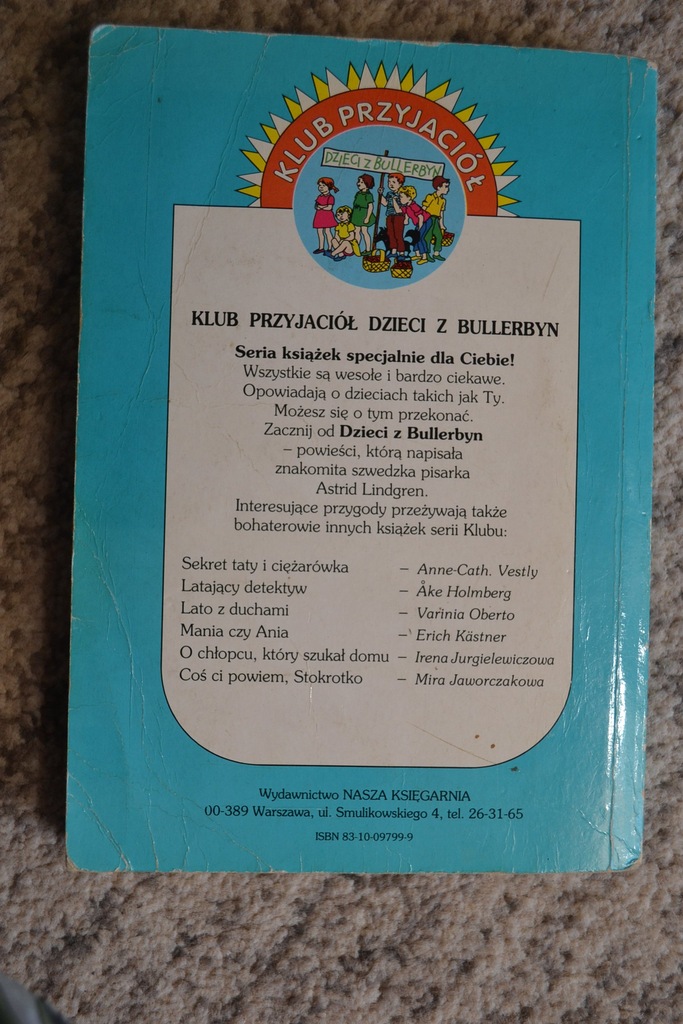 KLUB PRZYJACIÓŁ
DZIECI Z BULLERBYN
KLUB PRZYJACIÓŁ DZIECI Z BULLERBYN
Seria książek specjalnie dla Ciebie!
Wszystkie są wesołe i bardzo ciekawe.
Opowiadają o dzieciach takich jak Ty.
Możesz się o tym przekonać.
Zacznij od Dzieci z Bullerbyn
– powieści, którą napisała
znakomita szwedzka pisarka
Astrid Lindgren.
Interesujące przygody przeżywają także
bohaterowie innych książek serii Klubu:
Sekret taty i ciężarówka – Anne-Cath. Vestly
Latający detektyw – Åke Holmberg
Lato z duchami – Varinia Oberto
Mania czy Ania – Erich Kästner
O chłopcu, który szukał domu – Irena Jurgielewiczowa
Coś ci powiem, Stokrotko – Mira Jaworczakowa
Wydawnictwo NASZA KSIĘGARNIA
00-389 Warszawa, ul. Smulikowskiego 4, tel. 26-31-65
ISBN 83-10-09799-9